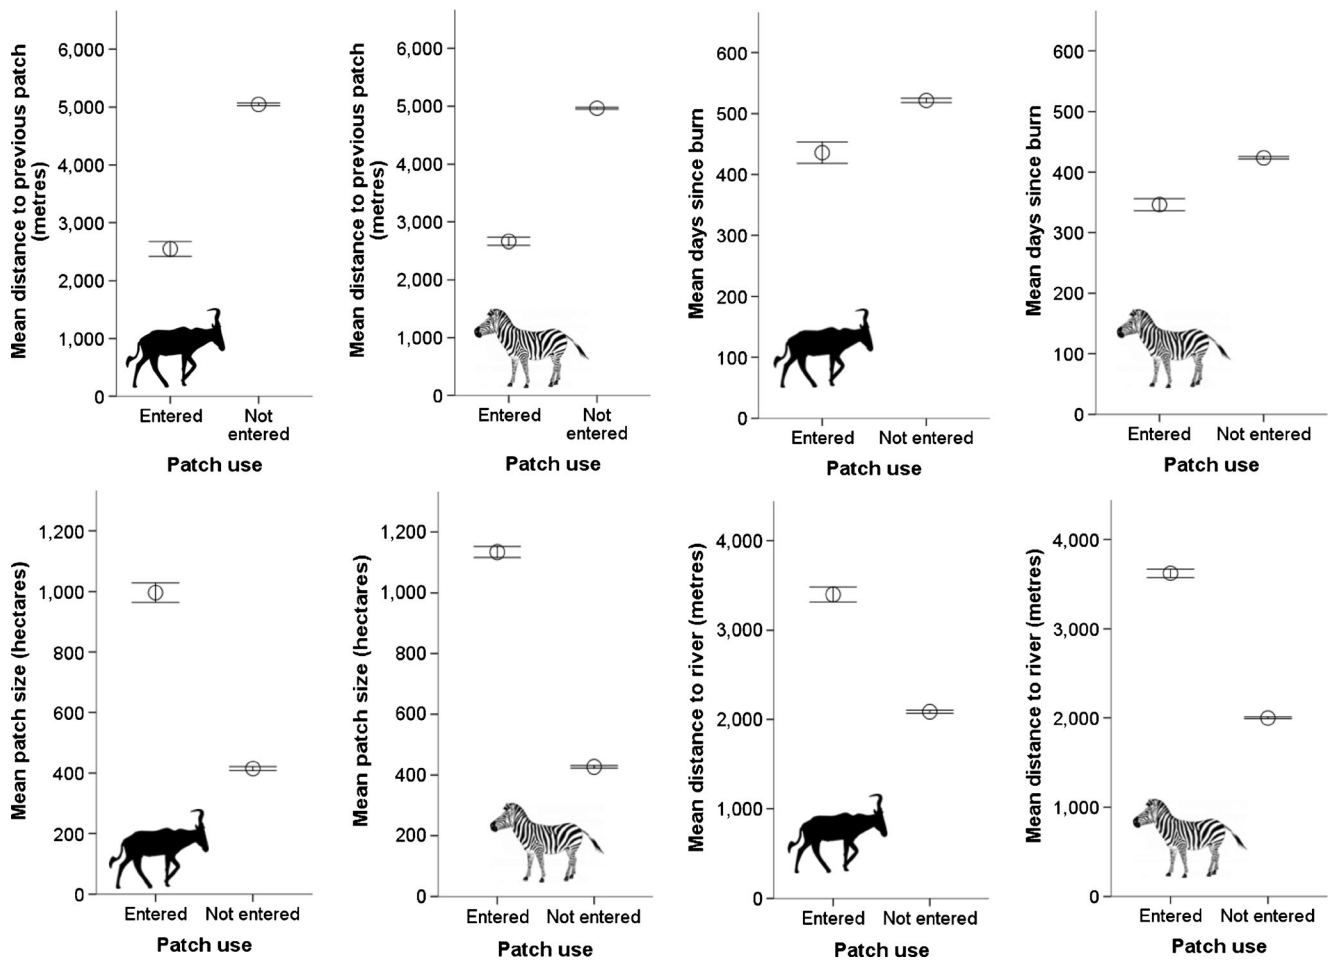 Mean distance to previous patch
(metres)
6,000
5,000
4,000
3,000
2,000
1,000
0
Entered
Not
entered
Patch use
Mean distance to previous patch
(metres)
6,000
5,000
4,000
3,000
2,000
1,000
0
Entered
Not
entered
Patch use
Mean days since burn
600
500
400
300
200
100
0
Entered Not entered
Patch use
Mean days since burn
600
500
400
300
200
100
0
Entered Not entered
Patch use
Mean patch size (hectares)
1,200
1,000
800
600
400
200
0
Entered Not entered
Patch use
Mean patch size (hectares)
1,200
1,000
800
600
400
200
0
Entered Not entered
Patch use
Mean distance to river (metres)
4,000
3,000
2,000
1,000
0
Entered Not entered
Patch use
Mean distance to river (metres)
4,000
3,000
2,000
1,000
0
Entered Not entered
Patch use